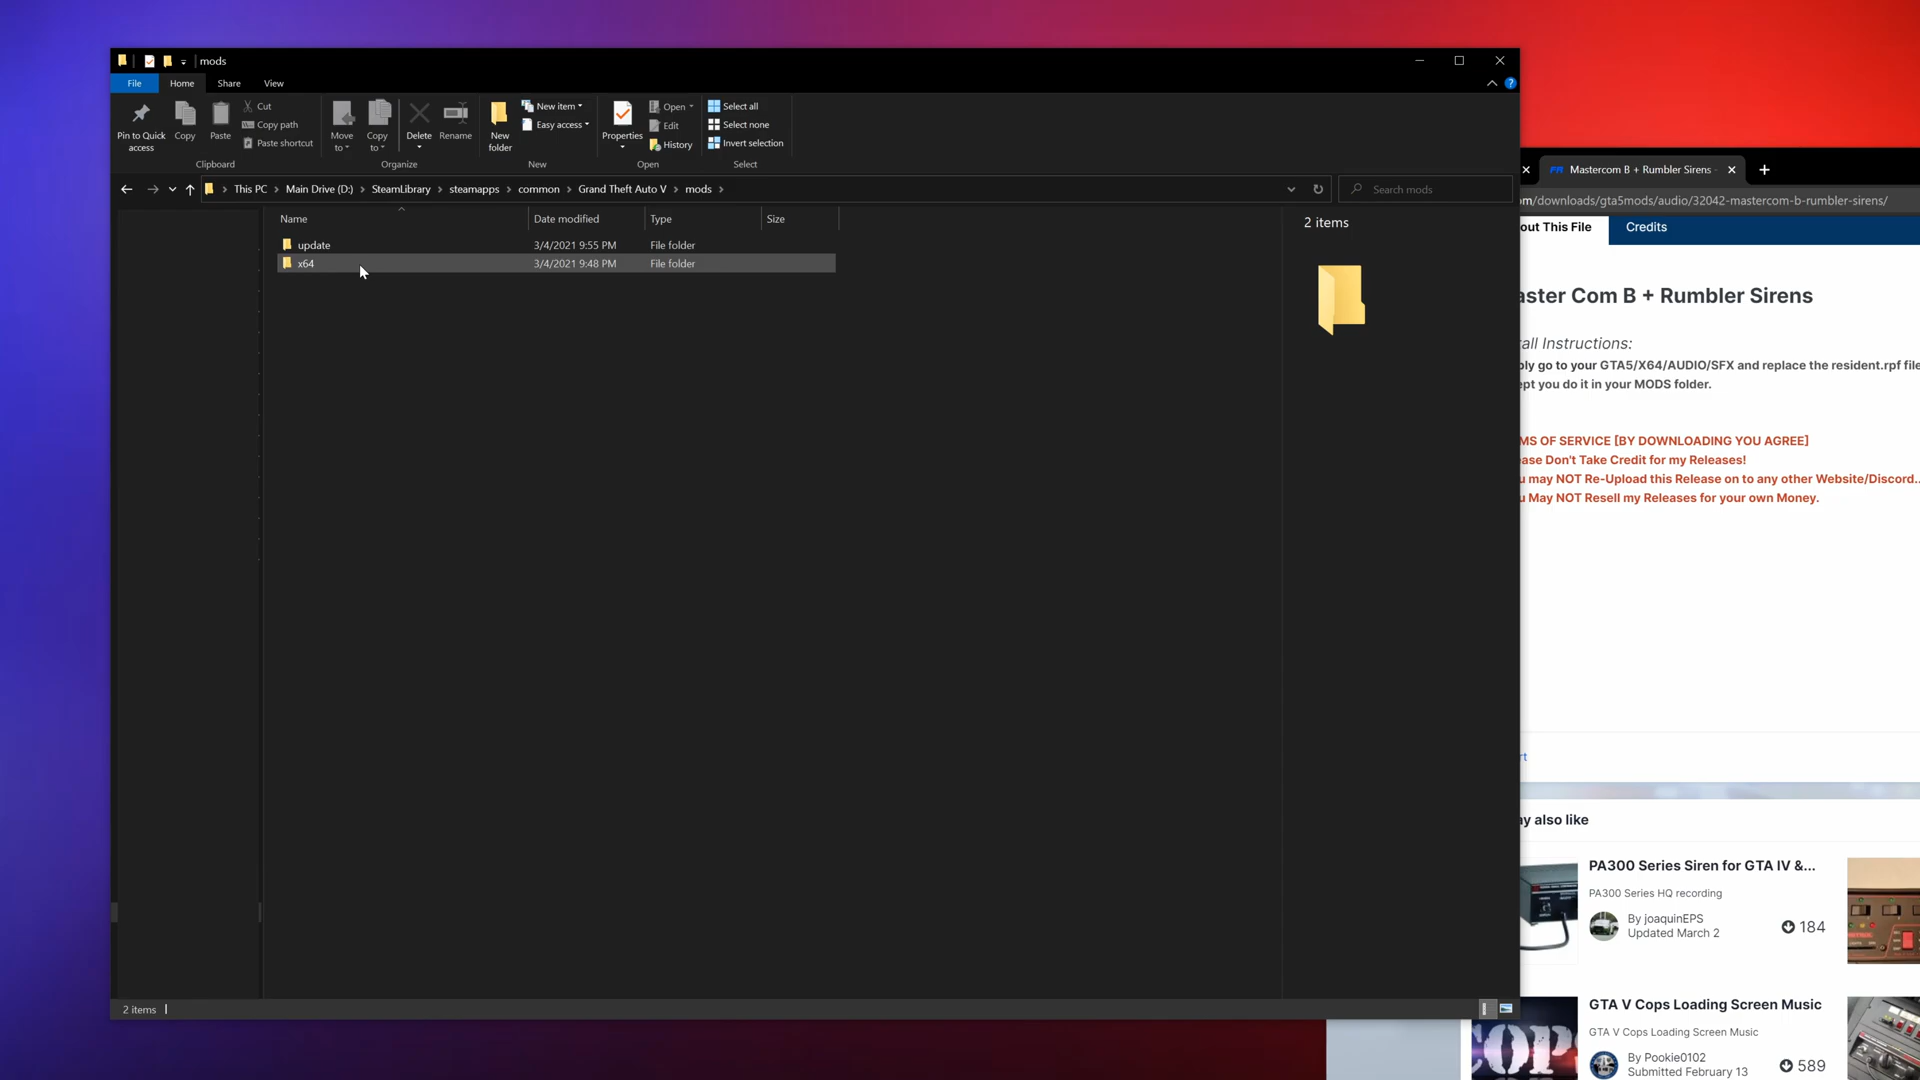 mods
File
Home
Share
View
Pin to Quick
access
Copy
Paste
Cut
Copy path
Paste shortcut
Clipboard
Move
to
Copy
to
Delete
Rename
Organize
New
folder
New item
Easy access
New
Properties
Open
Edit
History
Open
Select all
Select none
Invert selection
Select
This PC > Main Drive (D:) > SteamLibrary > steamapps > common > Grand Theft Auto V > mods >
Search mods
Name
Date modified
Type
Size
update
3/4/2021 9:55 PM
File folder
x64
3/4/2021 9:48 PM
File folder
2 items
2 items
Mastercom B + Rumbler Sirens
om/downloads/gta5mods/audio/32042-mastercom-b-rumbler-sirens/
out This File
Credits
aster Com B + Rumbler Sirens
all Instructions:
ply go to your GTA5/X64/AUDIO/SFX and replace the resident.rpf file
ept you do it in your MODS folder.
MS OF SERVICE [BY DOWNLOADING YOU AGREE]
ase Don't Take Credit for my Releases!
u may NOT Re-Upload this Release on to any other Website/Discord..
u May NOT Resell my Releases for your own Money.
rt
ay also like
PA300 Series Siren for GTA IV &...
PA300 Series HQ recording
By joaquinEPS
Updated March 2
184
GTA V Cops Loading Screen Music
GTA V Cops Loading Screen Music
By Pookie0102
Submitted February 13
589
COPS